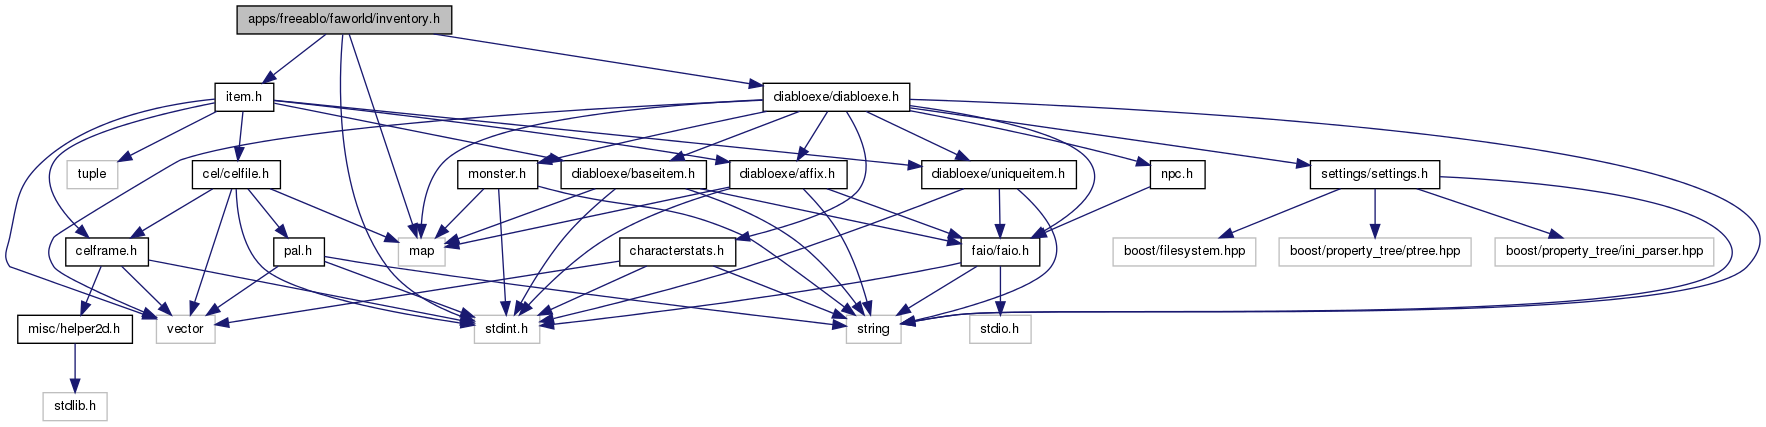 apps/freeablo/faworld/inventory.h
item.h
diabloexe/diabloexe.h
tuple
cel/celfile.h
monster.h
diabloexe/baseitem.h
diabloexe/affix.h
diabloexe/uniqueitem.h
npc.h
settings/settings.h
celframe.h
pal.h
map
characterstats.h
faio/faio.h
boost/filesystem.hpp
boost/property_tree/ptree.hpp
boost/property_tree/ini_parser.hpp
misc/helper2d.h
vector
stdint.h
string
stdio.h
stdlib.h